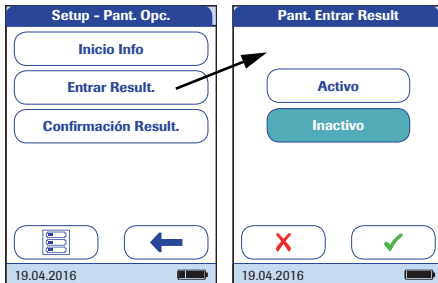 Setup - Pant. Opc.
Inicio Info
Entrar Result.
Confirmación Result.
19.04.2016
Pant. Entrar Result
Activo
Inactivo
19.04.2016